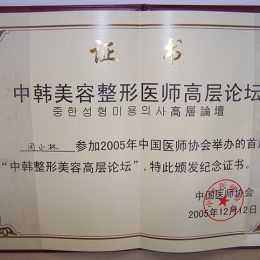 证书
中韩美容整形医师高层论坛
중한성형미용의사高層論壇
参加2005年中国医师协会举办的首届
“中韩整形美容高层论坛”.特此颁发纪念证书。
中国医师协会
2005年12月12日